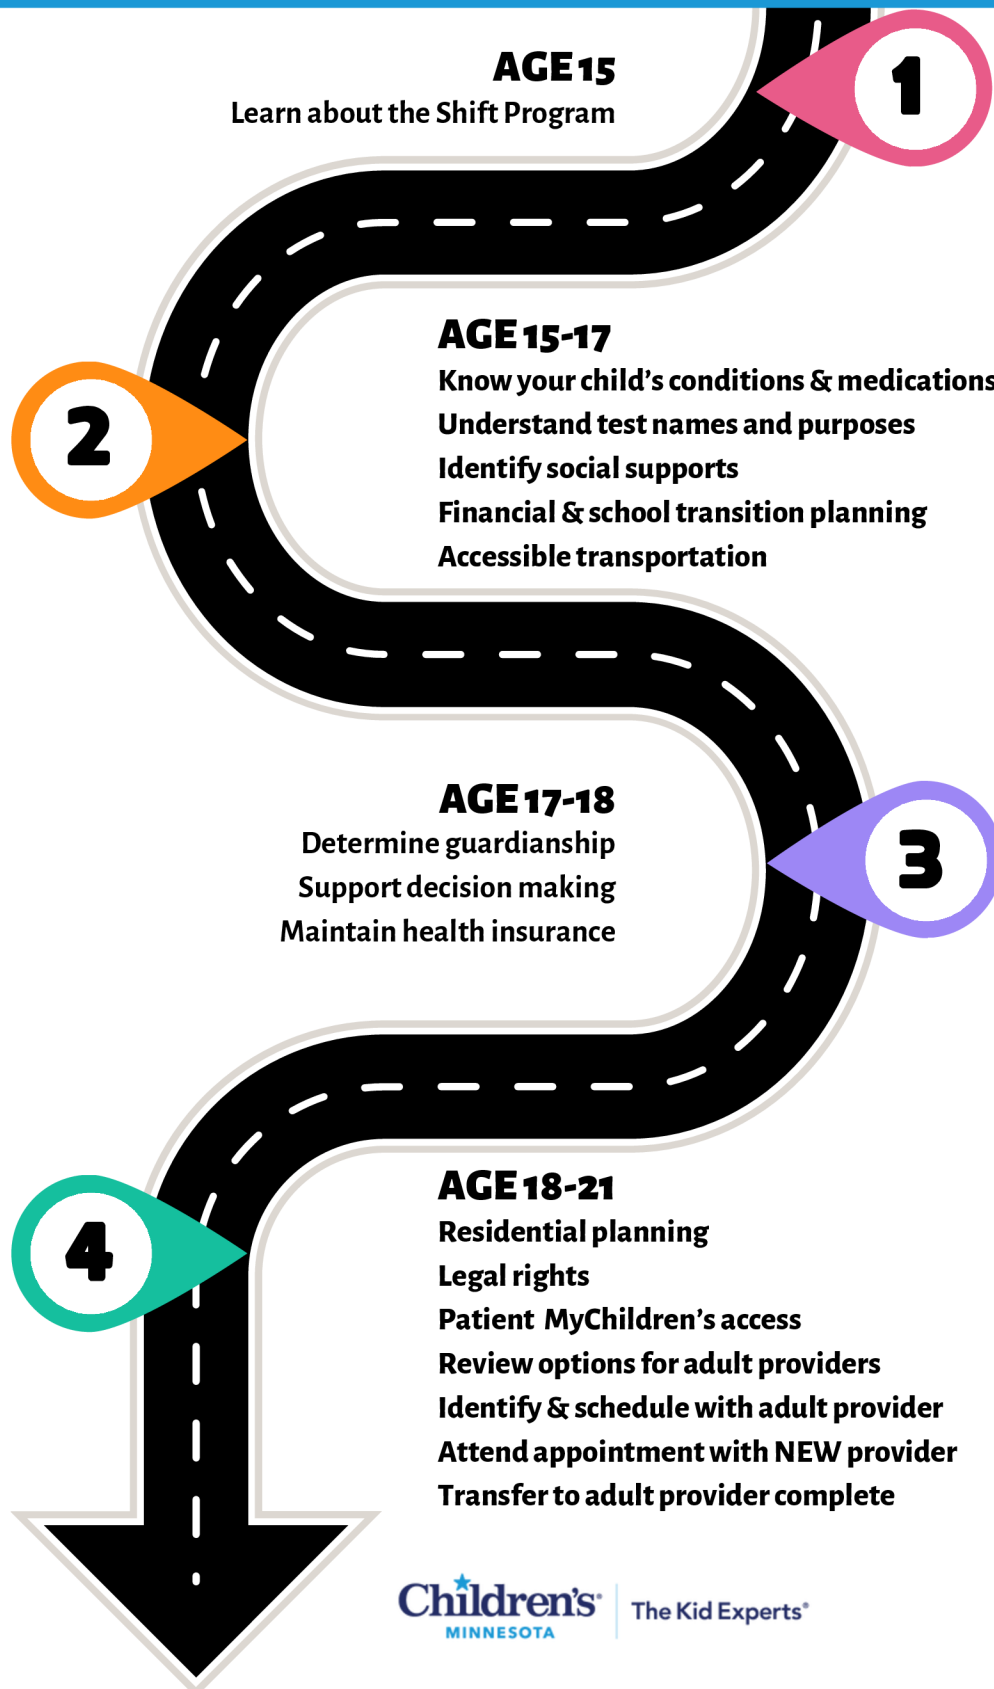 1
AGE 15
Learn about the Shift Program
2
AGE 15-17
Know your child's conditions & medications
Understand test names and purposes
Identify social supports
Financial & school transition planning
Accessible transportation
3
AGE 17-18
Determine guardianship
Support decision making
Maintain health insurance
4
AGE 18-21
Residential planning
Legal rights
Patient MyChildren's access
Review options for adult providers
Identify & schedule with adult provider
Attend appointment with NEW provider
Transfer to adult provider complete
Children's®
MINNESOTA
The Kid Experts®